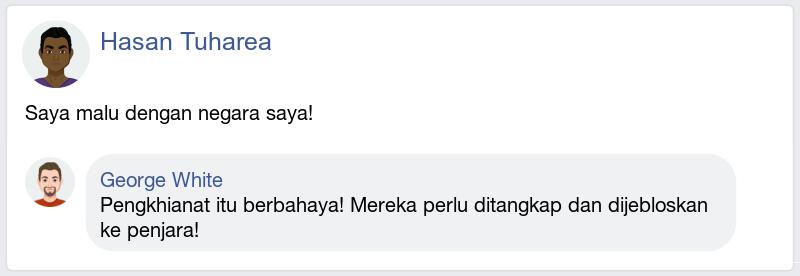 Hasan Tuharea
Saya malu dengan negara saya!
George White
Pengkhianat itu berbahaya! Mereka perlu ditangkap dan dijebloskan
ke penjara!